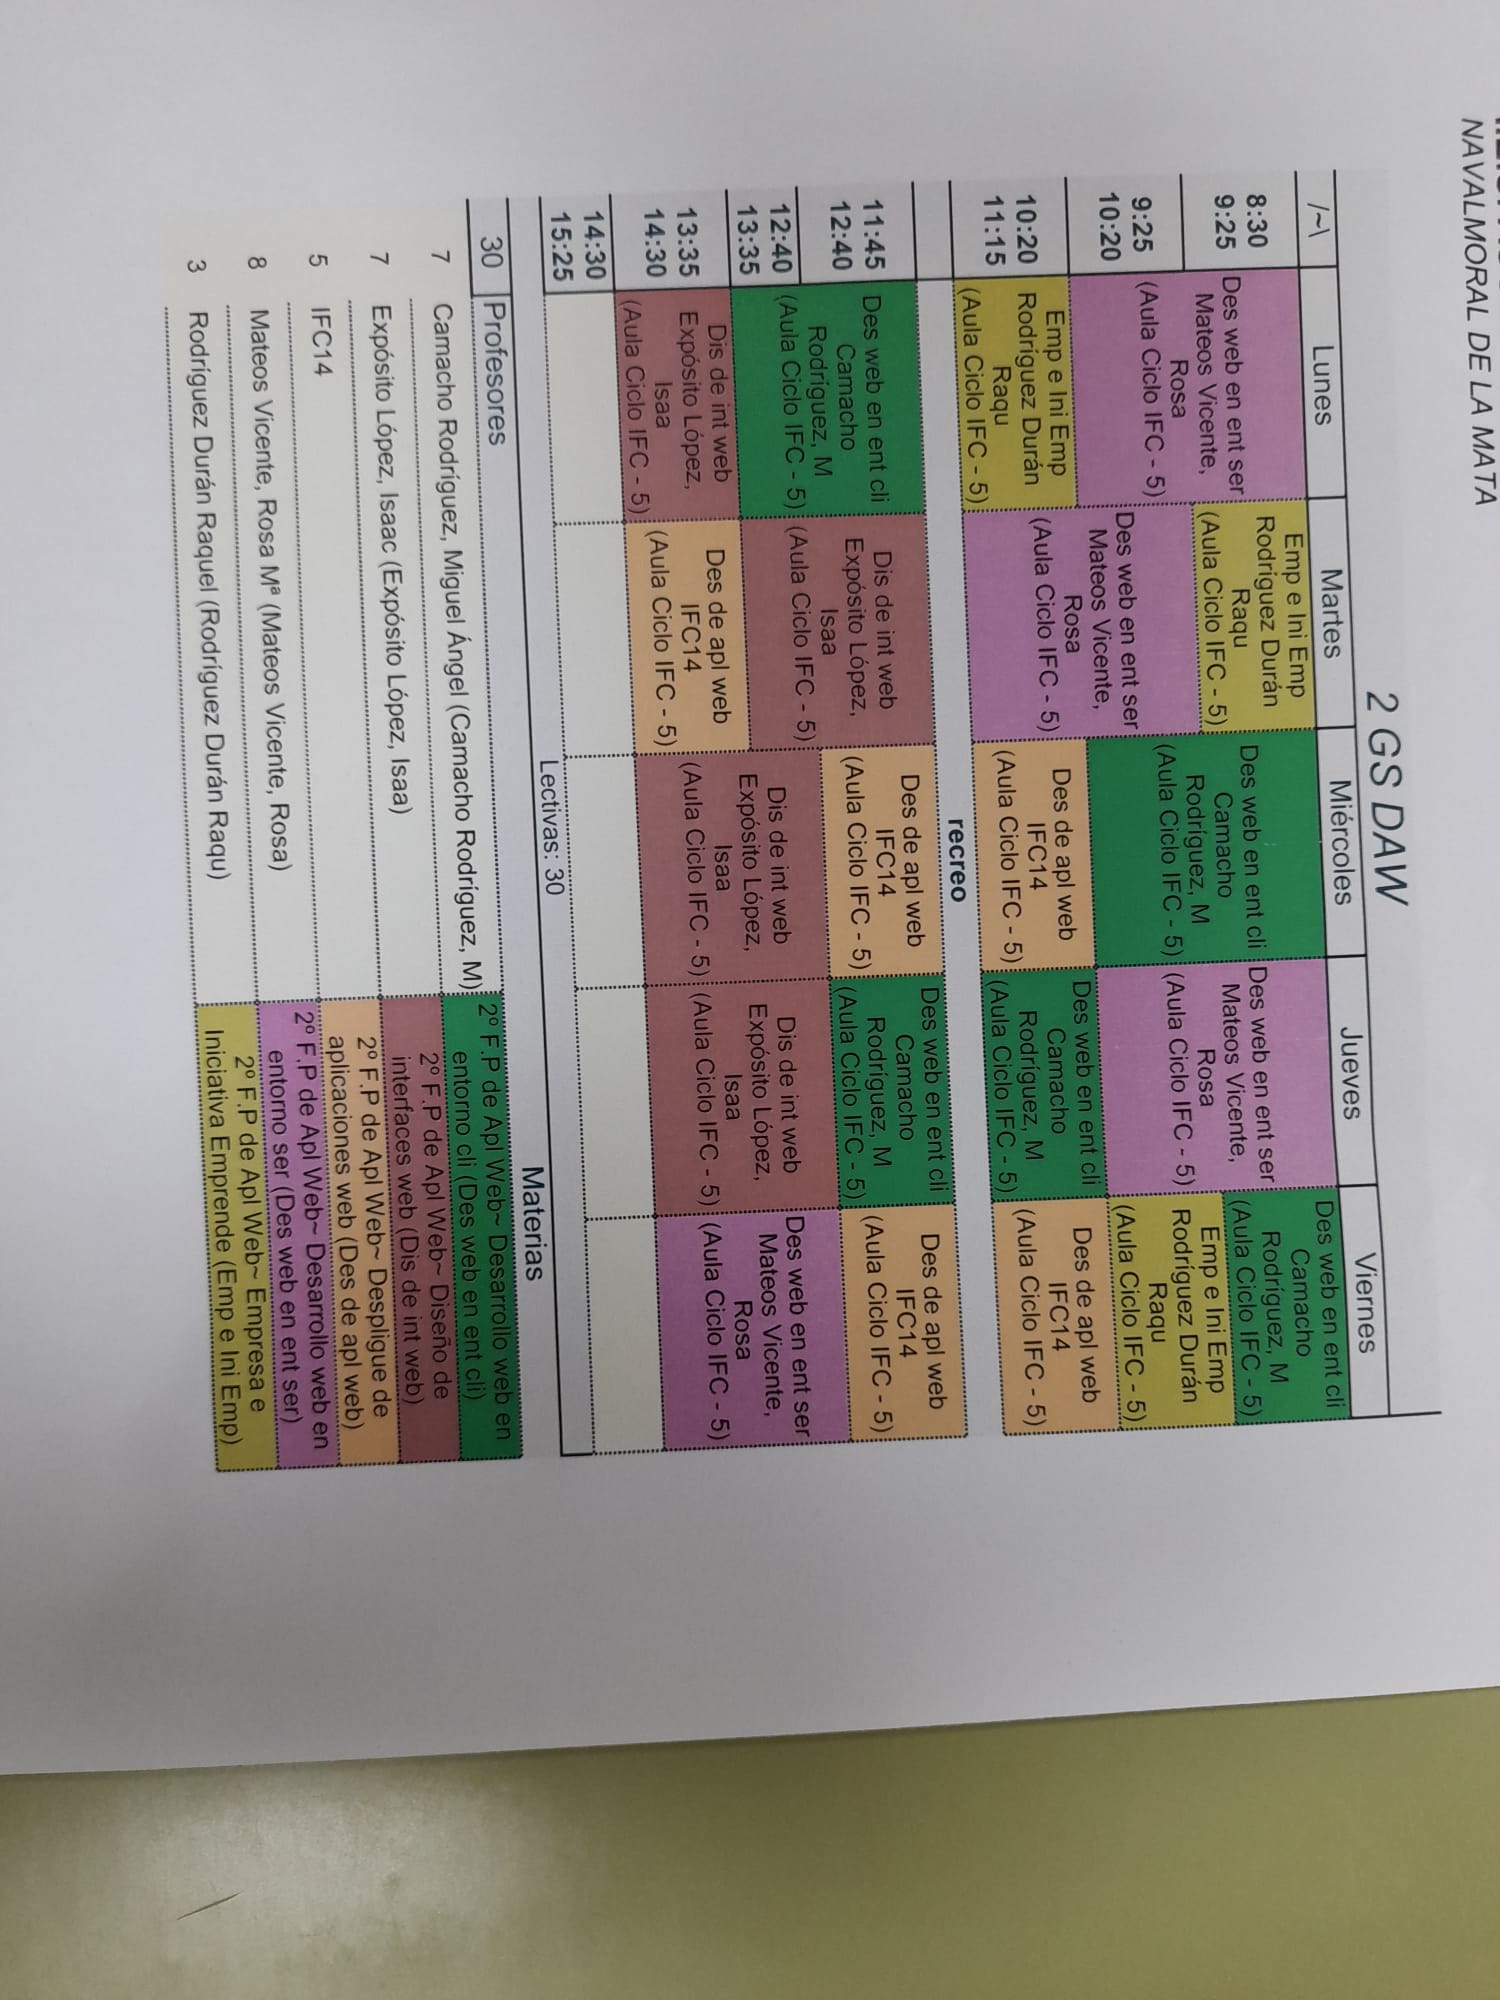 NAVALMORAL DE LA MATA
2 GS DAW
/~\ Lunes Martes Miércoles Jueves Viernes
8:30
9:25
Des web en ent ser
Mateos Vicente,
Rosa
(Aula Ciclo IFC - 5)
Emp e Ini Emp
Rodríguez Durán
Raqu
(Aula Ciclo IFC - 5)
Des web en ent cli
Camacho
Rodríguez, M
(Aula Ciclo IFC - 5)
Des web en ent ser
Mateos Vicente,
Rosa
(Aula Ciclo IFC - 5)
Des web en ent cli
Camacho
Rodríguez, M
(Aula Ciclo IFC - 5)
9:25
10:20
Des web en ent ser
Mateos Vicente,
Rosa
(Aula Ciclo IFC - 5)
Emp e Ini Emp
Rodríguez Durán
Raqu
(Aula Ciclo IFC - 5)
10:20
11:15
Emp e Ini Emp
Rodríguez Durán
Raqu
(Aula Ciclo IFC - 5)
Des de apl web
IFC14
(Aula Ciclo IFC - 5)
Des web en ent cli
Camacho
Rodríguez, M
(Aula Ciclo IFC - 5)
Des de apl web
IFC14
(Aula Ciclo IFC - 5)
recreo
11:45
12:40
Des web en ent cli
Camacho
Rodríguez, M
(Aula Ciclo IFC - 5)
Dis de int web
Expósito López,
Isaa
(Aula Ciclo IFC - 5)
Des de apl web
IFC14
(Aula Ciclo IFC - 5)
Des web en ent cli
Camacho
Rodríguez, M
(Aula Ciclo IFC - 5)
Des de apl web
IFC14
(Aula Ciclo IFC - 5)
12:40
13:35
Dis de int web
Expósito López,
Isaa
(Aula Ciclo IFC - 5)
Dis de int web
Expósito López,
Isaa
(Aula Ciclo IFC - 5)
Des web en ent ser
Mateos Vicente,
Rosa
(Aula Ciclo IFC - 5)
13:35
14:30
Dis de int web
Expósito López,
Isaa
(Aula Ciclo IFC - 5)
Des de apl web
IFC14
(Aula Ciclo IFC - 5)
14:30
15:25
Lectivas: 30
30 Profesores
7 Camacho Rodríguez, Miguel Ángel (Camacho Rodríguez, M)
7 Expósito López, Isaac (Expósito López, Isaa)
5 IFC14
8 Mateos Vicente, Rosa Mª (Mateos Vicente, Rosa)
3 Rodríguez Durán Raquel (Rodríguez Durán Raqu)
Materias
2º F.P de Apl Web~ Desarrollo web en
entorno cli (Des web en ent cli)
2º F.P de Apl Web~ Diseño de
interfaces web (Dis de int web)
2º F.P de Apl Web~ Despligue de
aplicaciones web (Des de apl web)
2º F.P de Apl Web~ Desarrollo web en
entorno ser (Des web en ent ser)
2º F.P de Apl Web~ Empresa e
Iniciativa Emprende (Emp e Ini Emp)